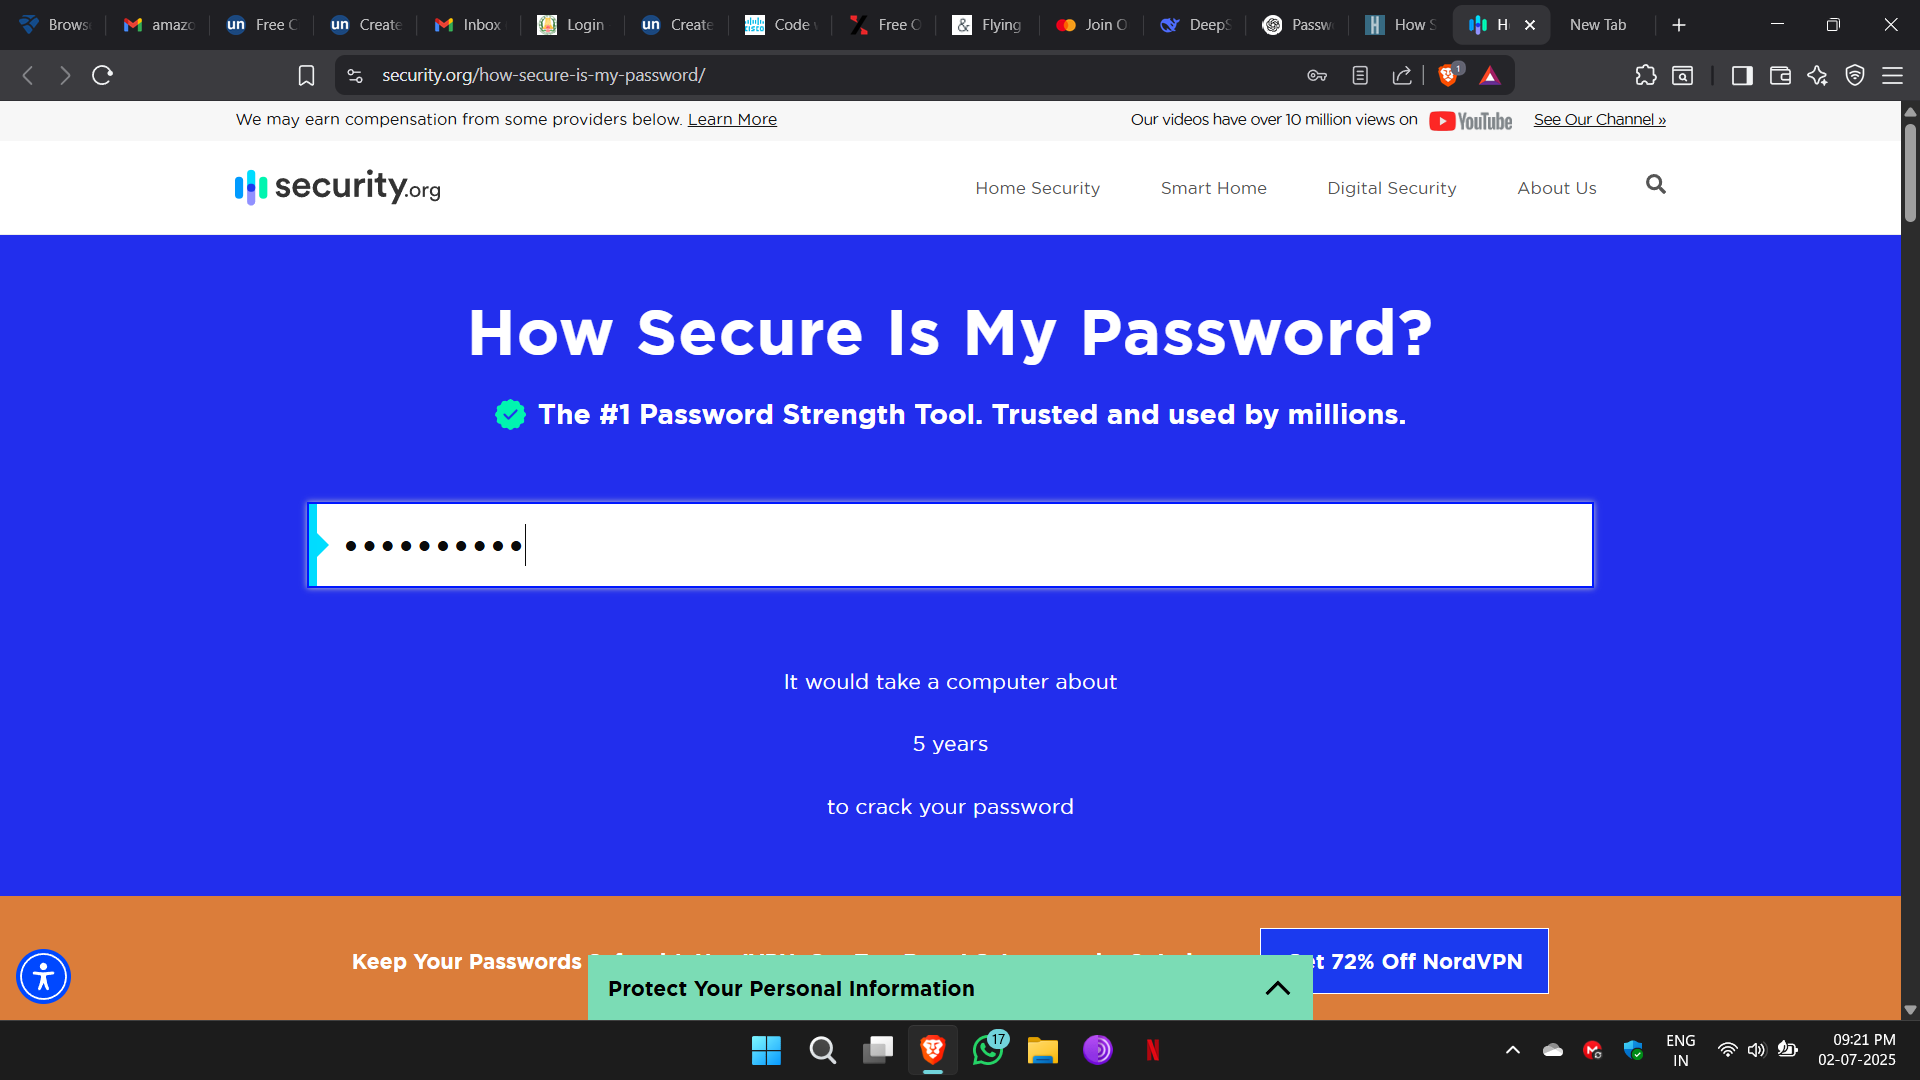 Brows
amazo
un Free C
un Create
Inbox
Login
un Create
Code
Free O
& Flying
Join O
DeepS
Passw
H How S
H
New Tab
security.org/how-secure-is-my-password/
1
We may earn compensation from some providers below. Learn More
Our videos have over 10 million views on YouTube See Our Channel »
security.org
Home Security
Smart Home
Digital Security
About Us
How Secure Is My Password?
The #1 Password Strength Tool. Trusted and used by millions.
It would take a computer about
5 years
to crack your password
Keep Your Passwords
72% Off NordVPN
Protect Your Personal Information
17
N
ENG
IN
09:21 PM
02-07-2025